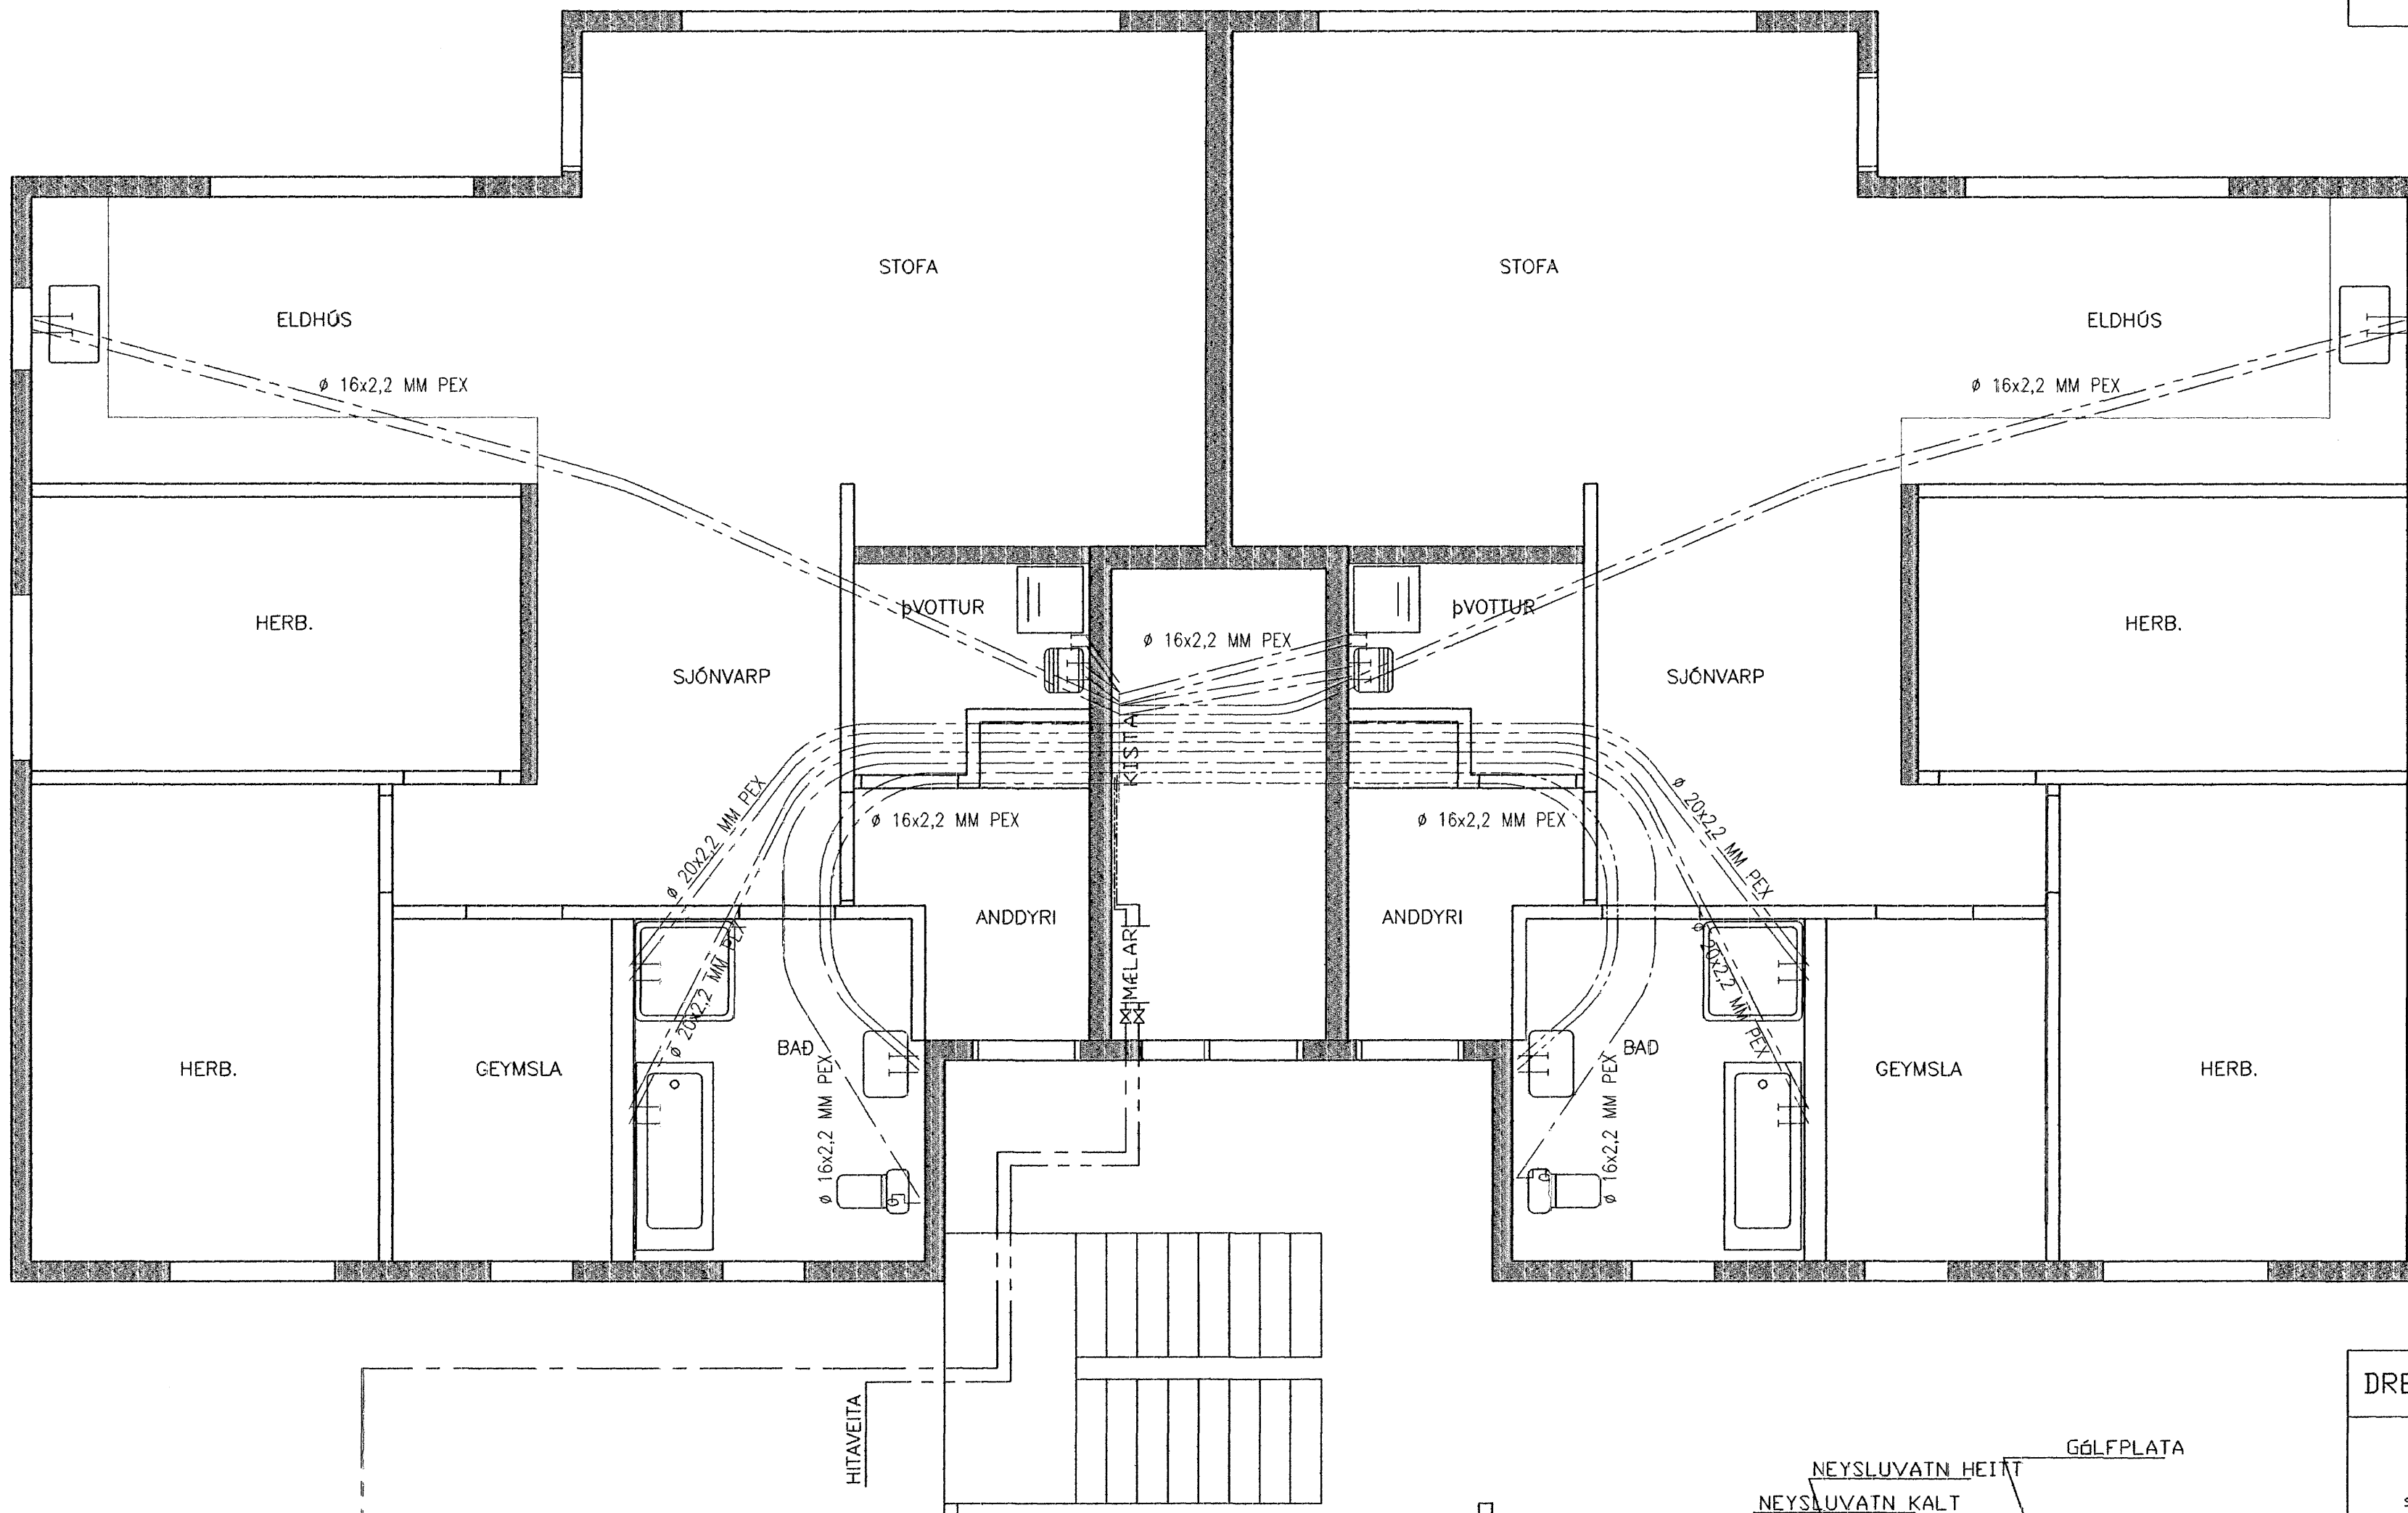 STOFA
STOFA
ELDHÚS
ELDHÚS
ø 16x2,2 MM PEX
ø 16x2,2 MM PEX
HERB.
ÞVOTTUR
ÞVOTTUR
HERB.
ø 16x2,2 MM PEX
SJÓNVARP
SJÓNVARP
KISTA
ø 20x2,2 MM PEX
ø 16x2,2 MM PEX
ø 16x2,2 MM PEX
ø 20x2,2 MM PEX
ANDDYRI
ANDDYRI
MÆLAR
ø 20x2,2 MM PEX
ø 20x2,2 MM PEX
HERB.
GEYMSLA
BAÐ
BAÐ
GEYMSLA
HERB.
ø 16x2,2 MM PEX
ø 16x2,2 MM PEX
HITAVEITA
DRE
GÓLFPLATA
NEYSLUVATN HEITT
NEYSLUVATN KALT